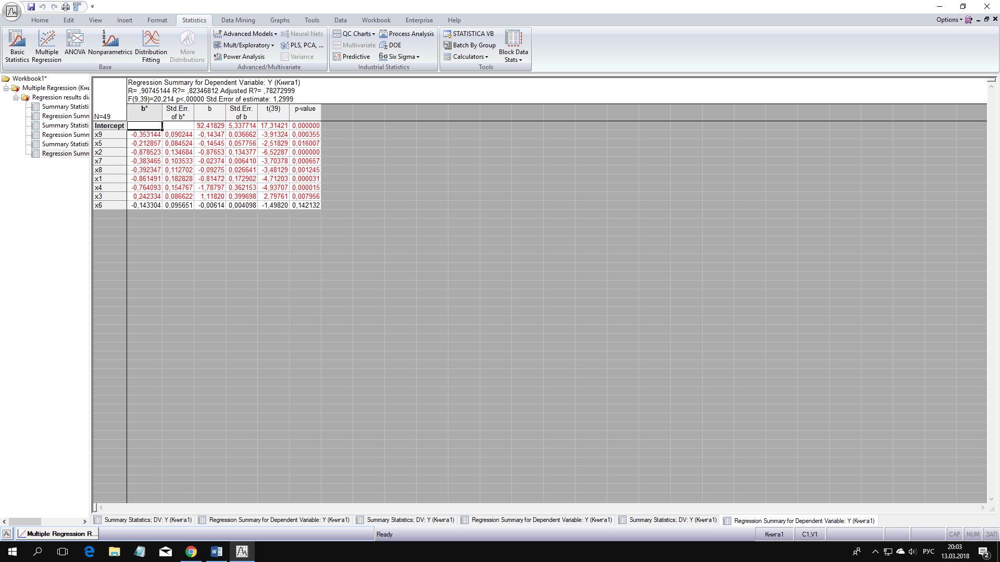 Home Edit View Insert Format Statistics Data Mining Graphs Tools Data Workbook Enterprise Help
Options
Basic Statistics
Multiple Regression
ANOVA
Nonparametrics
Distribution Fitting
More Distributions
Base
Advanced Models
Mult/Exploratory
Power Analysis
Neural Nets
PLS, PCA, ...
Variance
Advanced/Multivariate
QC Charts
Multivariate
Predictive
Process Analysis
DOE
Six Sigma
Industrial Statistics
STATISTICA VB
Batch By Group
Calculators
Block Data Stats
Tools
Workbook1*
Multiple Regression (Кни
Regression results dia
Summary Statisti
Regression Summ
Summary Statisti
Regression Summ
Summary Statisti
Regression Summ
Regression Summary for Dependent Variable: Y (Книга1)
R= ,90745144 R?= ,82346812 Adjusted R?= ,78272999
F(9,39)=20,214 p<,00000 Std.Error of estimate: 1,2999
N=49 b* Std.Err. of b* b Std.Err. of b t(39) p-value
Intercept 92,41829 5,337714 17,31421 0,000000
x9 -0,353144 0,090244 -0,14347 0,036662 -3,91324 0,000355
x5 -0,212857 0,084524 -0,14545 0,057756 -2,51829 0,016007
x2 -0,878523 0,134684 -0,87653 0,134377 -6,52287 0,000000
x7 -0,383465 0,103533 -0,02374 0,006410 -3,70378 0,000657
x8 -0,392347 0,112702 -0,09275 0,026641 -3,48129 0,001245
x1 -0,861491 0,182828 -0,81472 0,172902 -4,71203 0,000031
x4 -0,764093 0,154767 -1,78797 0,362153 -4,93707 0,000015
x3 0,242334 0,086622 1,11820 0,399698 2,79761 0,007956
x6 -0,143304 0,095651 -0,00614 0,004098 -1,49820 0,142132
Summary Statistics; DV: Y (Книга1) Regression Summary for Dependent Variable: Y (Книга1) Summary Statistics; DV: Y (Книга1) Regression Summary for Dependent Variable: Y (Книга1) Summary Statistics; DV: Y (Книга1) Regression Summary for Dependent Variable: Y (Книга1)
Multiple Regression R... Ready Книга1 C1,V1 CAP NUM ЗАП
РУС
20:03
13.03.2018
2